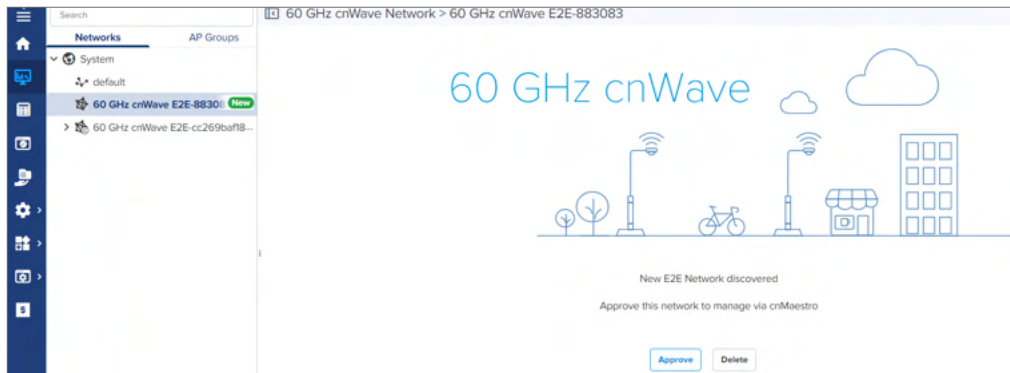 Search
60 GHz cnWave Network > 60 GHz cnWave E2E-883083
Networks
AP Groups
System
default
60 GHz cnWave E2E-88308 New
60 GHz cnWave E2E-cc269baf18...
60 GHz cnWave
New E2E Network discovered
Approve this network to manage via cnMaestro
Approve
Delete